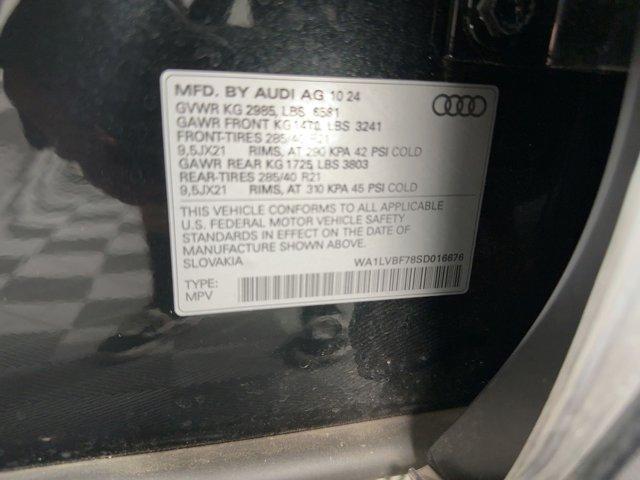 MFD. BY AUDI AG 10 24
GVWR KG 2985, LBS 6581
GAWR FRONT KG 1470 LBS 3241
FRONT-TIRES 285/40 R21
9,5JX21 RIMS, AT 290 KPA 42 PSI COLD
GAWR REAR KG 1725 LBS 3803
REAR-TIRES 285/40 R21
9,5JX21 RIMS, AT 310 KPA 45 PSI COLD
THIS VEHICLE CONFORMS TO ALL APPLICABLE
U.S. FEDERAL MOTOR VEHICLE SAFETY
STANDARDS IN EFFECT ON THE DATE OF
MANUFACTURE SHOWN ABOVE.
SLOVAKIA WA1LVBF78SD016676
TYPE:
MPV